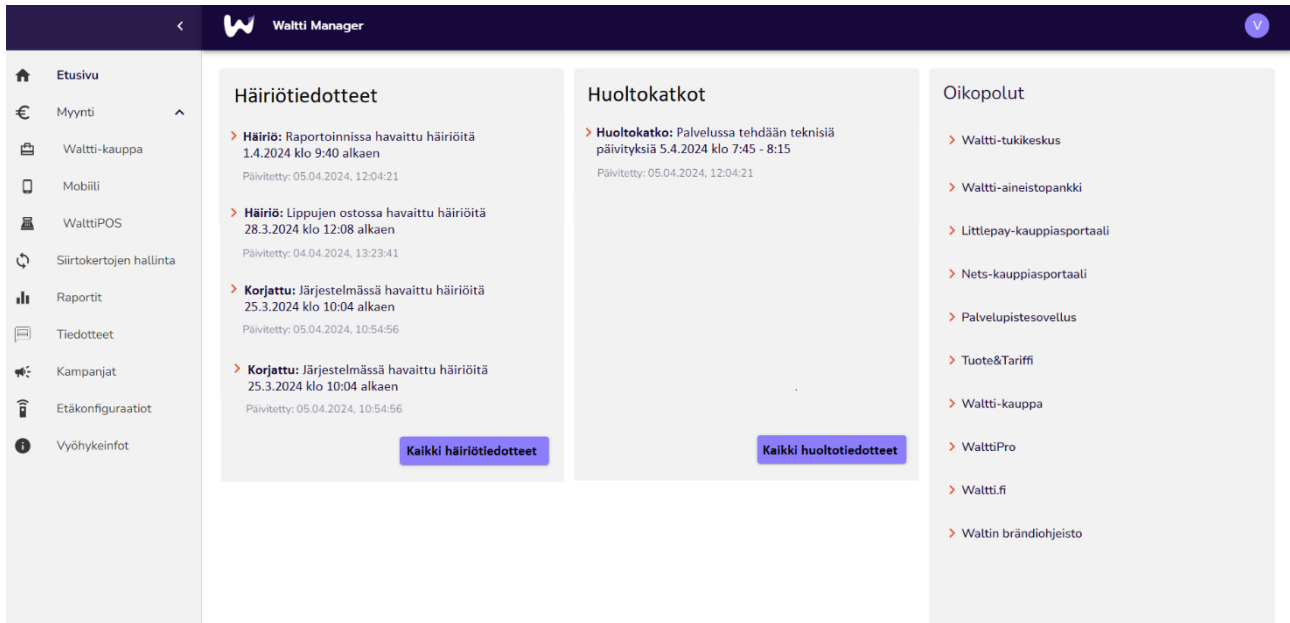 Waltti Manager
V
Etusivu
Myynti
Waltti-kauppa
Mobiili
WalttiPOS
Siirtokertojen hallinta
Raportit
Tiedotteet
Kampanjat
Etäkonfiguraatiot
Vyöhykeinfot
Häiriötiedotteet
Häiriö: Raportoinnissa havaittu häiriöitä
1.4.2024 klo 9:40 alkaen
Päivitetty: 05.04.2024, 12:04:21
Häiriö: Lippujen ostossa havaittu häiriöitä
28.3.2024 klo 12:08 alkaen
Päivitetty: 04.04.2024, 13:23:41
Korjattu: Järjestelmässä havaittu häiriöitä
25.3.2024 klo 10:04 alkaen
Päivitetty: 05.04.2024, 10:54:56
Korjattu: Järjestelmässä havaittu häiriöitä
25.3.2024 klo 10:04 alkaen
Päivitetty: 05.04.2024, 10:54:56
Kaikki häiriötiedotteet
Huoltokatkot
Huoltokatko: Palvelussa tehdään teknisiä
päivityksiä 5.4.2024 klo 7:45 - 8:15
Päivitetty: 05.04.2024, 12:04:21
Kaikki huoltotiedotteet
Oikopolut
Waltti-tukikeskus
Waltti-aineistopankki
Littlepay-kauppiasportaali
Nets-kauppiasportaali
Palvelupistesovellus
Tuote&Tariffi
Waltti-kauppa
WalttiPro
Waltti.fi
Waltin brändiohjeisto